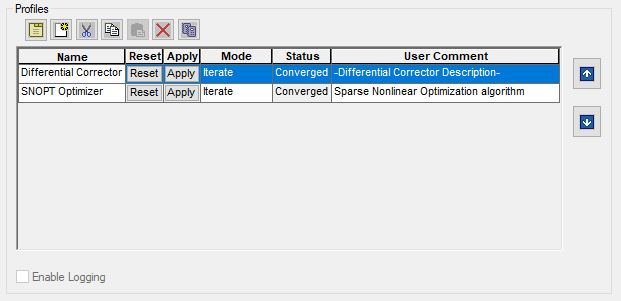 Profiles
Name Reset Apply Mode Status User Comment
Differential Corrector Reset Apply Iterate Converged -Differential Corrector Description-
SNOPT Optimizer Reset Apply Iterate Converged Sparse Nonlinear Optimization algorithm
Enable Logging